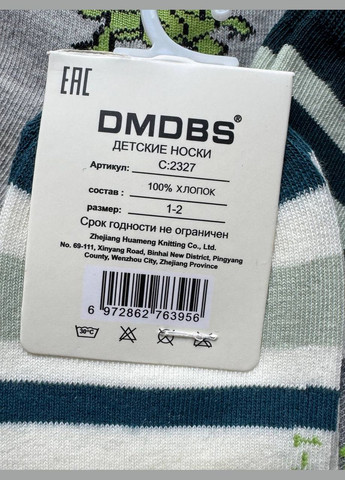 EAC
DMDBS®
ДЕТСКИЕ НОСКИ
Артикул: C:2327
состав : 100% ХЛОПОК
размер: 1-2
Срок годности не ограничен
Zhejiang Huameng Knitting Co., Ltd.
No. 69-111, Xinyang Road, Binhai New District, Pingyang
County, Wenzhou City, Zhejiang Province
6 972862 763956
30°C